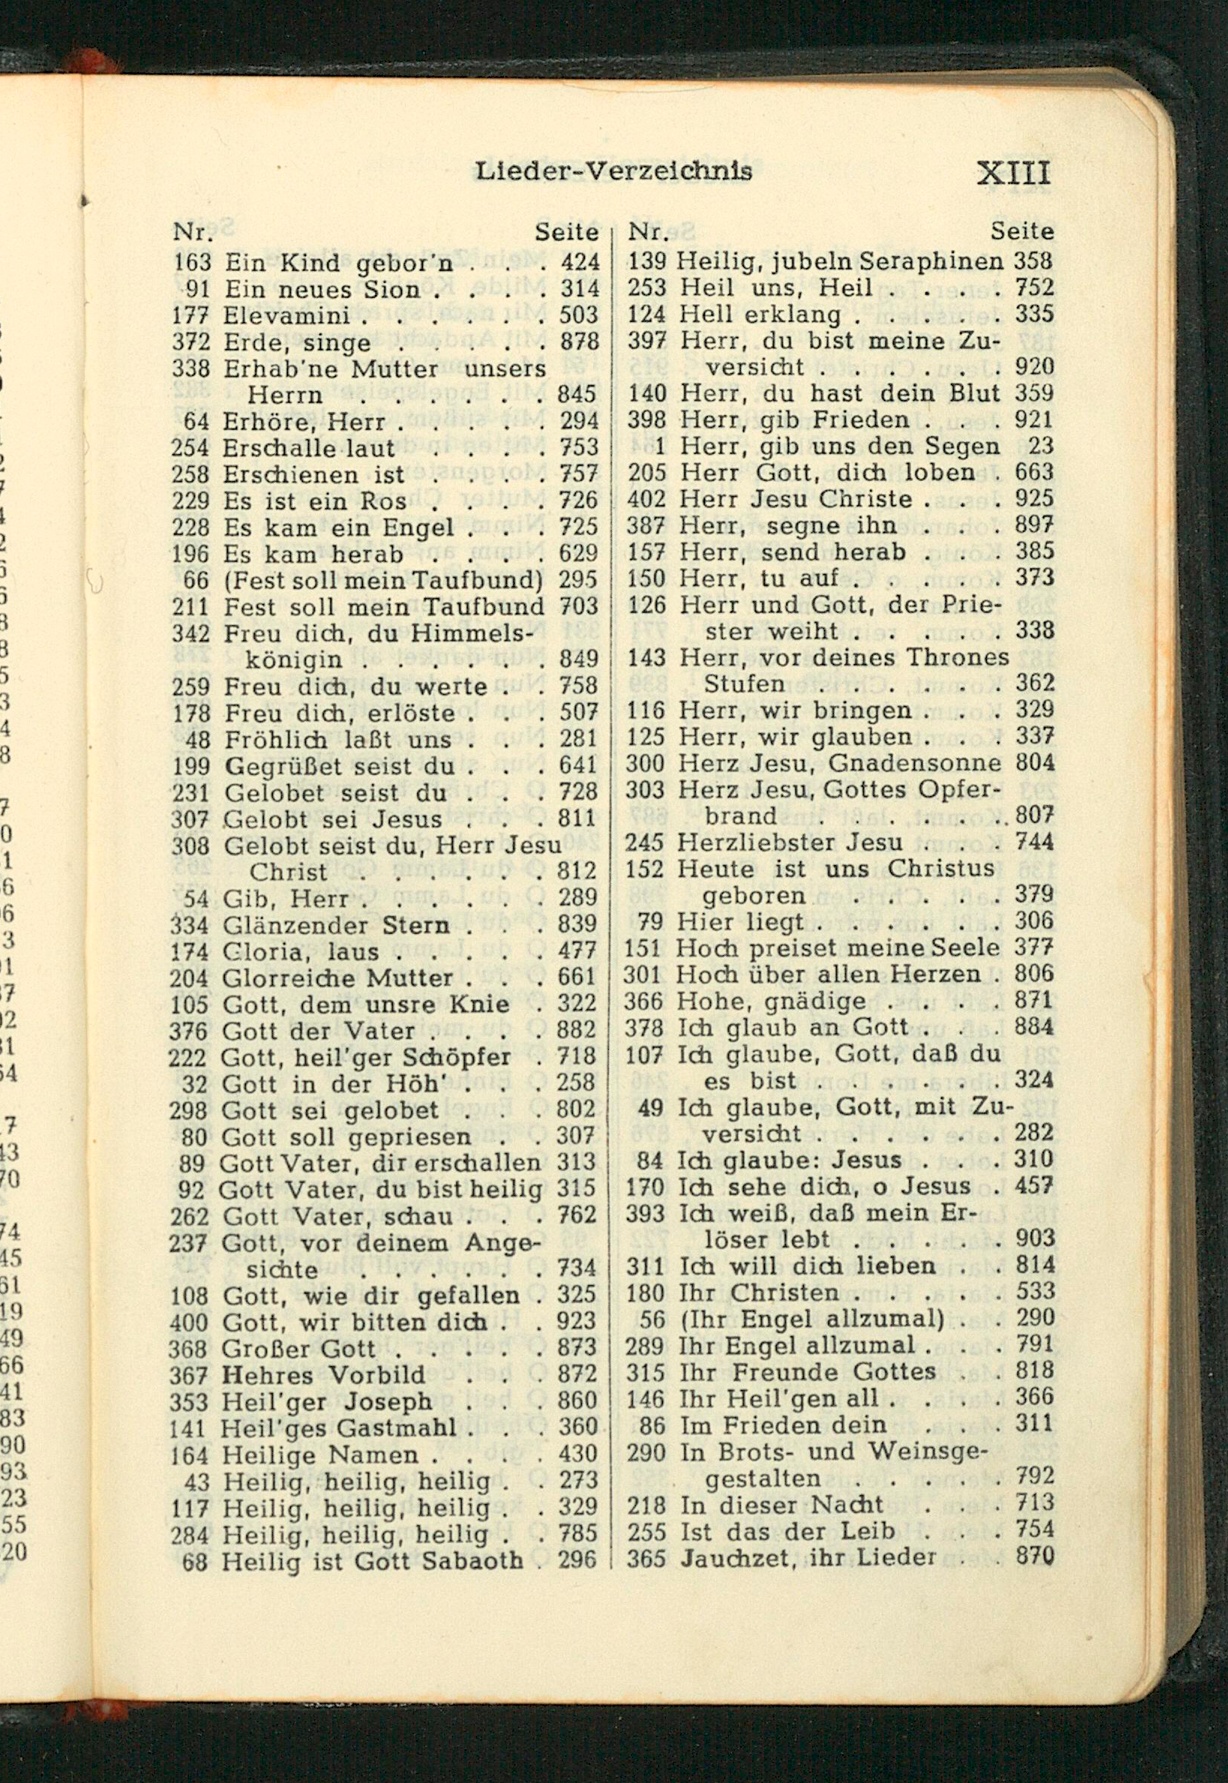 Lieder-Verzeichnis XIII
Nr. Seite
163 Ein Kind gebor'n . . . 424
91 Ein neues Sion . . . . 314
177 Elevamini . . . . . . 503
372 Erde, singe . . . . . 878
338 Erhab'ne Mutter unsers
Herrn . . . . . . 845
64 Erhöre, Herr . . . . . 294
254 Erschalle laut . . . . 753
258 Erschienen ist . . . . 757
229 Es ist ein Ros . . . . 726
228 Es kam ein Engel . . . 725
196 Es kam herab . . . . 629
66 (Fest soll mein Taufbund) 295
211 Fest soll mein Taufbund 703
342 Freu dich, du Himmels-
königin . . . . . . 849
259 Freu dich, du werte . . 758
178 Freu dich, erlöste . . . 507
48 Fröhlich laßt uns . . . 281
199 Gegrüßet seist du . . . 641
231 Gelobet seist du . . . 728
307 Gelobt sei Jesus . . . 811
308 Gelobt seist du, Herr Jesu
Christ . . . . . . 812
54 Gib, Herr . . . . . . 289
334 Glänzender Stern . . . 839
174 Gloria, laus . . . . . 477
204 Glorreiche Mutter . . . 661
105 Gott, dem unsre Knie . 322
376 Gott der Vater . . . . 882
222 Gott, heil'ger Schöpfer . 718
32 Gott in der Höh' . . . 258
298 Gott sei gelobet . . . 802
80 Gott soll gepriesen . . 307
89 Gott Vater, dir erschallen 313
92 Gott Vater, du bist heilig 315
262 Gott Vater, schau . . . 762
237 Gott, vor deinem Ange-
sichte . . . . . . 734
108 Gott, wie dir gefallen . 325
400 Gott, wir bitten dich . . 923
368 Großer Gott . . . . . 873
367 Hehres Vorbild . . . 872
353 Heil'ger Joseph . . . 860
141 Heil'ges Gastmahl . . . 360
164 Heilige Namen . . . . 430
43 Heilig, heilig, heilig . . 273
117 Heilig, heilig, heilig . . 329
284 Heilig, heilig, heilig . . 785
68 Heilig ist Gott Sabaoth . 296
Nr. Seite
139 Heilig, jubeln Seraphinen 358
253 Heil uns, Heil . . . . 752
124 Hell erklang . . . . . 335
397 Herr, du bist meine Zu-
versicht . . . . . . 920
140 Herr, du hast dein Blut 359
398 Herr, gib Frieden . . . 921
1 Herr, gib uns den Segen 23
205 Herr Gott, dich loben . 663
402 Herr Jesu Christe . . . 925
387 Herr, segne ihn . . . 897
157 Herr, send herab . . . 385
150 Herr, tu auf . . . . . 373
126 Herr und Gott, der Prie-
ster weiht . . . . . 338
143 Herr, vor deines Thrones
Stufen . . . . . . 362
116 Herr, wir bringen . . . 329
125 Herr, wir glauben . . . 337
300 Herz Jesu, Gnadensonne 804
303 Herz Jesu, Gottes Opfer-
brand . . . . . . 807
245 Herzliebster Jesu . . . 744
152 Heute ist uns Christus
geboren . . . . . . 379
79 Hier liegt . . . . . . 306
151 Hoch preiset meine Seele 377
301 Hoch über allen Herzen . 806
366 Hohe, gnädige . . . . 871
378 Ich glaub an Gott . . . 884
107 Ich glaube, Gott, daß du
es bist . . . . . . 324
49 Ich glaube, Gott, mit Zu-
versicht . . . . . . 282
84 Ich glaube: Jesus . . . 310
170 Ich sehe dich, o Jesus . 457
393 Ich weiß, daß mein Er-
löser lebt . . . . . 903
311 Ich will dich lieben . . 814
180 Ihr Christen . . . . . 533
56 (Ihr Engel allzumal) . . 290
289 Ihr Engel allzumal . . . 791
315 Ihr Freunde Gottes . . 818
146 Ihr Heil'gen all . . . . 366
86 Im Frieden dein . . . 311
290 In Brots- und Weinsge-
gestalten . . . . . 792
218 In dieser Nacht . . . 713
255 Ist das der Leib . . . 754
365 Jauchzet, ihr Lieder . . 870